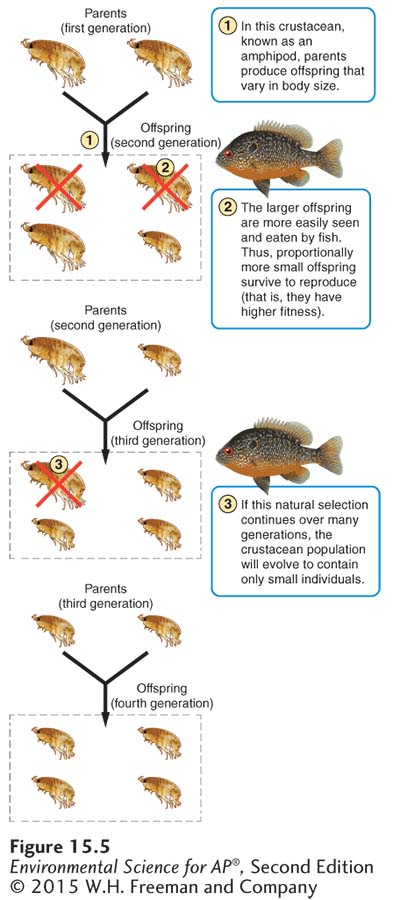 Parents
(first generation)
1 In this crustacean,
known as an
amphipod, parents
produce offspring that
vary in body size.
1
Offspring
(second generation)
2
2 The larger offspring
are more easily seen
and eaten by fish.
Thus, proportionally
more small offspring
survive to reproduce
(that is, they have
higher fitness).
Parents
(second generation)
Offspring
(third generation)
3
3 If this natural selection
continues over many
generations, the
crustacean population
will evolve to contain
only small individuals.
Parents
(third generation)
Offspring
(fourth generation)
Figure 15.5
Environmental Science for AP®, Second Edition
© 2015 W.H. Freeman and Company